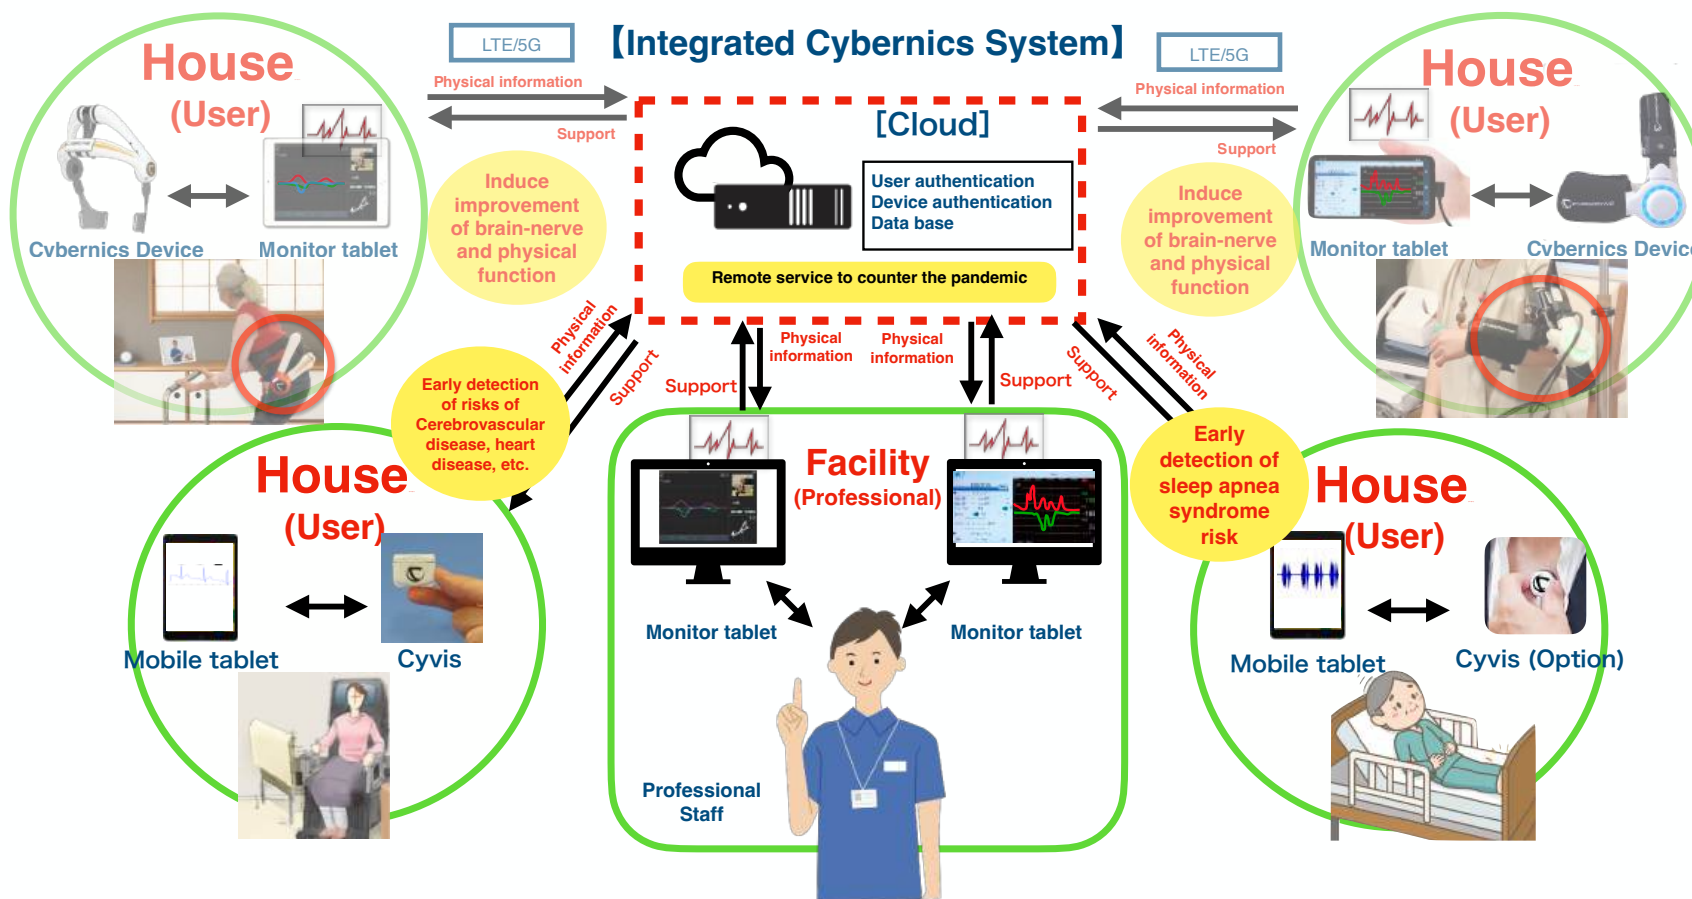 【Integrated Cybernics System】
LTE/5G
LTE/5G
House
(User)
Physical information
Support
Cybernics Device
Monitor tablet
Induce
improvement
of brain-nerve
and physical
function
[Cloud]
User authentication
Device authentication
Data base
Remote service to counter the pandemic
Physical information
Support
Induce
improvement
of brain-nerve
and physical
function
House
(User)
Monitor tablet
Cybernics Device
Physical
information
Support
Early detection
of risks of
Cerebrovascular
disease, heart
disease, etc.
House
(User)
Mobile tablet
Cyvis
Support
Physical
information
Physical
information
Support
Facility
(Professional)
Monitor tablet
Monitor tablet
Professional
Staff
Support
Physical
information
Early
detection of
sleep apnea
syndrome
risk
House
(User)
Mobile tablet
Cyvis (Option)